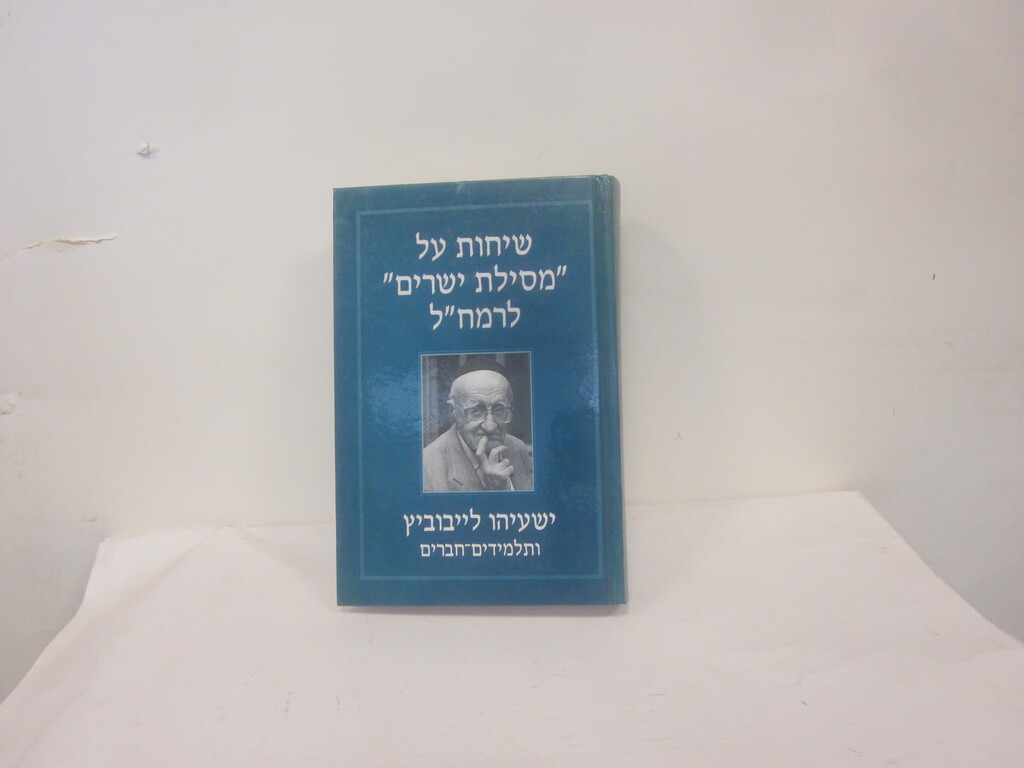 שיחות על
"מסילת ישרים"
לרמח"ל
ישעיהו לייבוביץ
ותלמידים-חברים